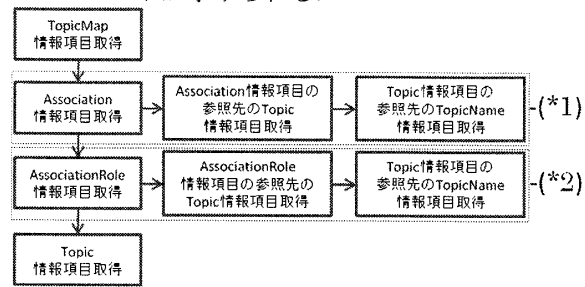 TopicMap
情報項目取得
Association
情報項目取得
Association情報項目の
参照先のTopic
情報項目取得
Topic情報項目の
参照先のTopicName
情報項目取得
-(*1)
AssociationRole
情報項目取得
AssociationRole
情報項目の参照先の
Topic情報項目取得
Topic情報項目の
参照先のTopicName
情報項目取得
-(*2)
Topic
情報項目取得